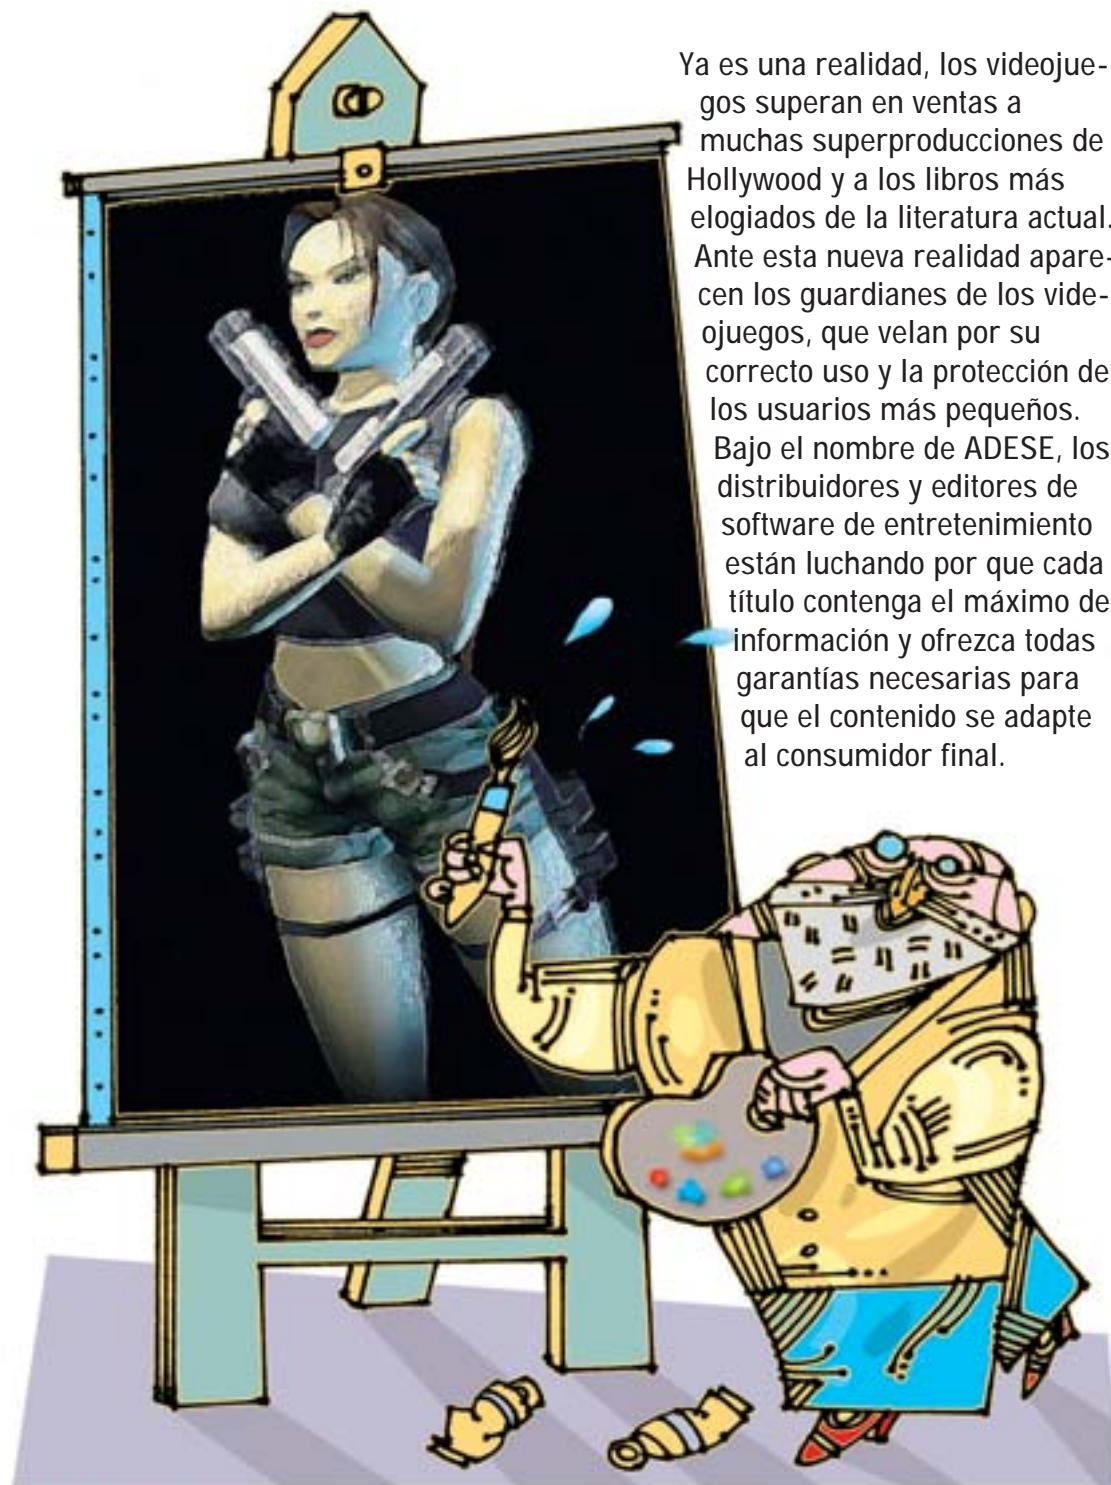 Ya es una realidad, los videojue-
gos superan en ventas a
muchas superproducciones de
Hollywood y a los libros más
elogiados de la literatura actual.
Ante esta nueva realidad apare-
cen los guardianes de los vide-
ojuegos, que velan por su
correcto uso y la protección de
los usuarios más pequeños.
Bajo el nombre de ADESE, los
distribuidores y editores de
software de entretenimiento
están luchando por que cada
título contenga el máximo de
información y ofrezca todas
garantías necesarias para
que el contenido se adapte
al consumidor final.